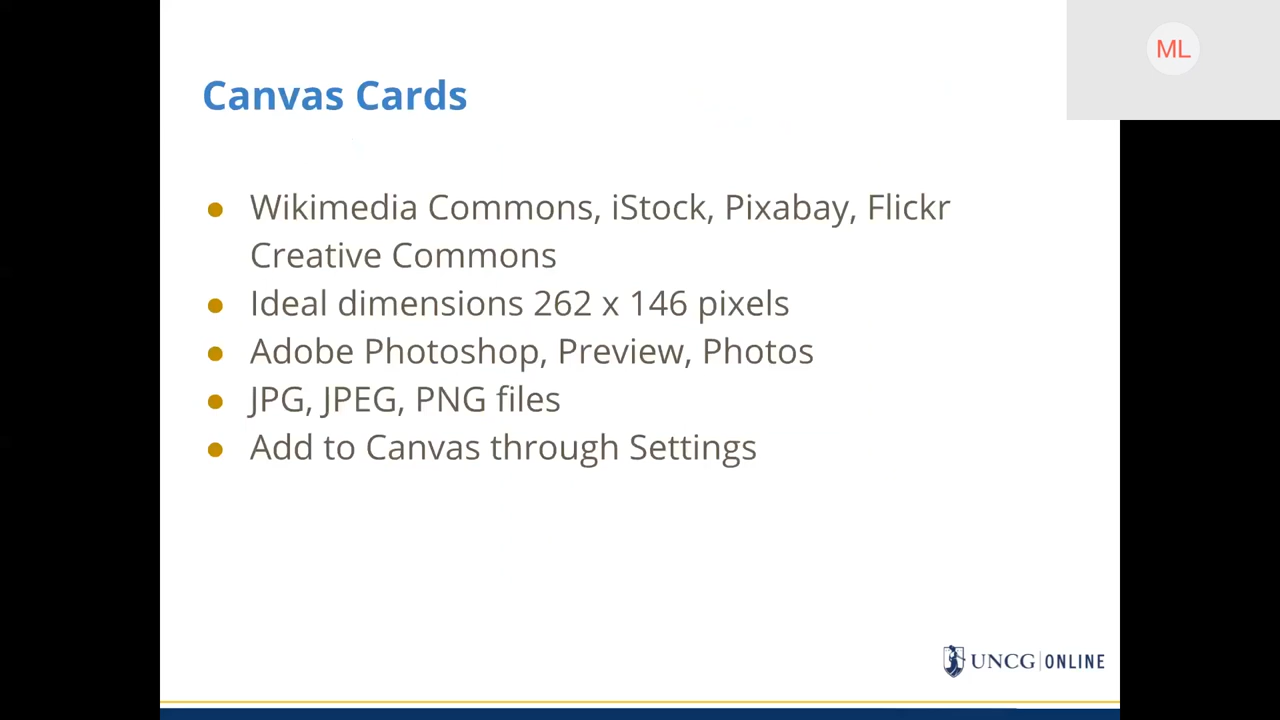 ML
Canvas Cards
● Wikimedia Commons, iStock, Pixabay, Flickr
Creative Commons
● Ideal dimensions 262 x 146 pixels
● Adobe Photoshop, Preview, Photos
● JPG, JPEG, PNG files
● Add to Canvas through Settings
UNCG | ONLINE